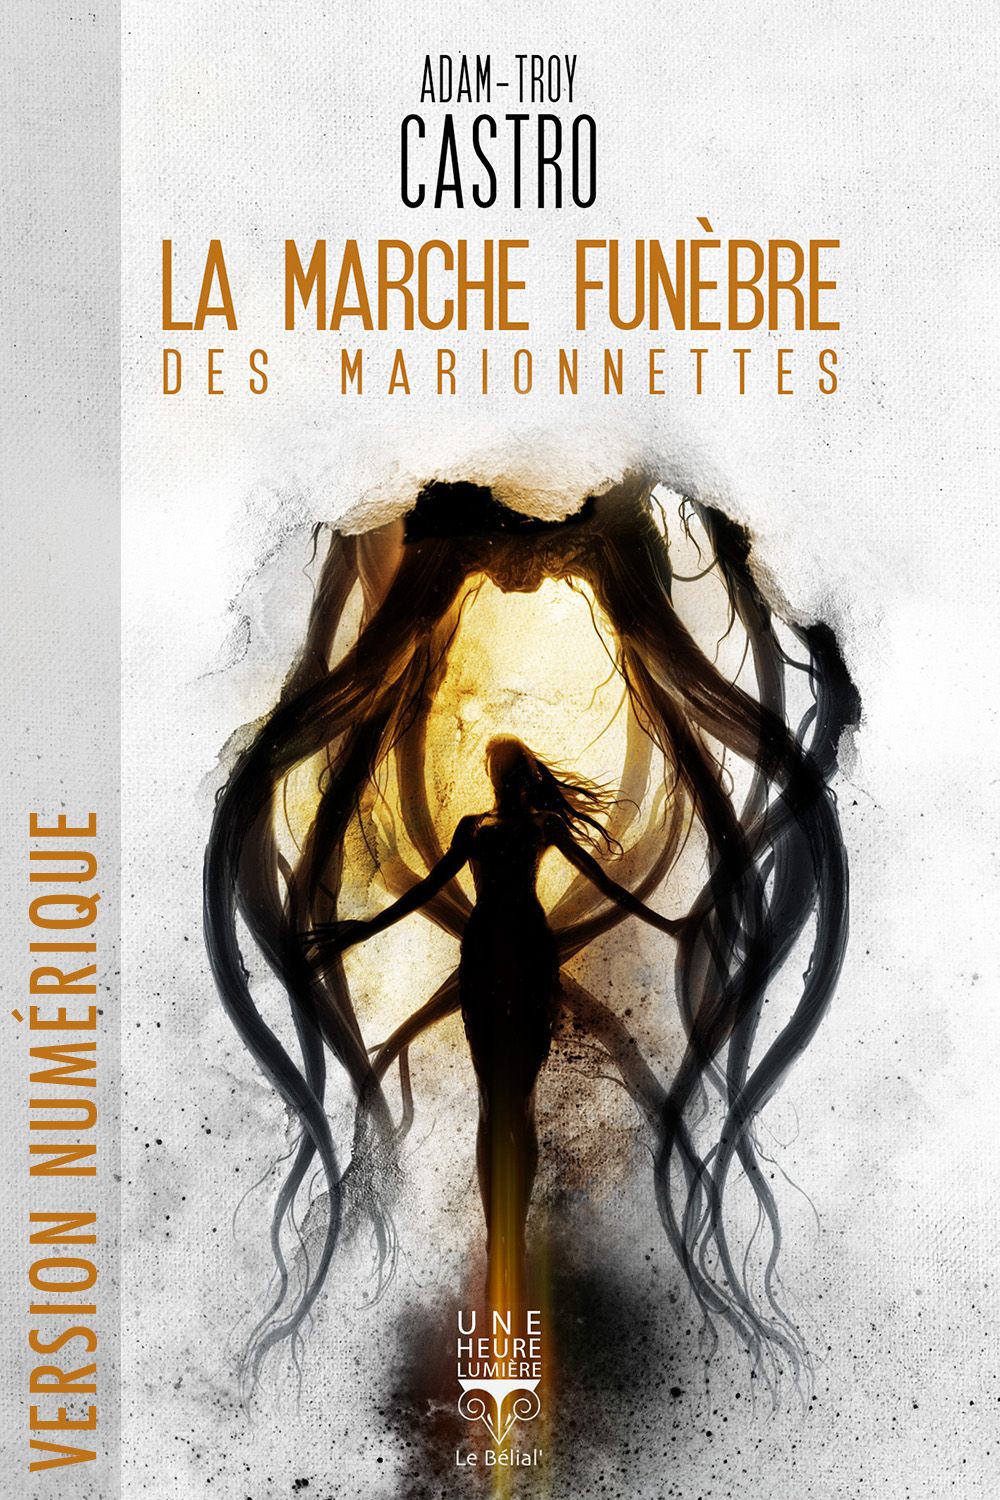 ADAM-TROY
CASTRO
LA MARCHE FUNÈBRE
DES MARIONNETTES
VERSION NUMÉRIQUE
UNE
HEURE
LUMIÈRE
Le Bélial'